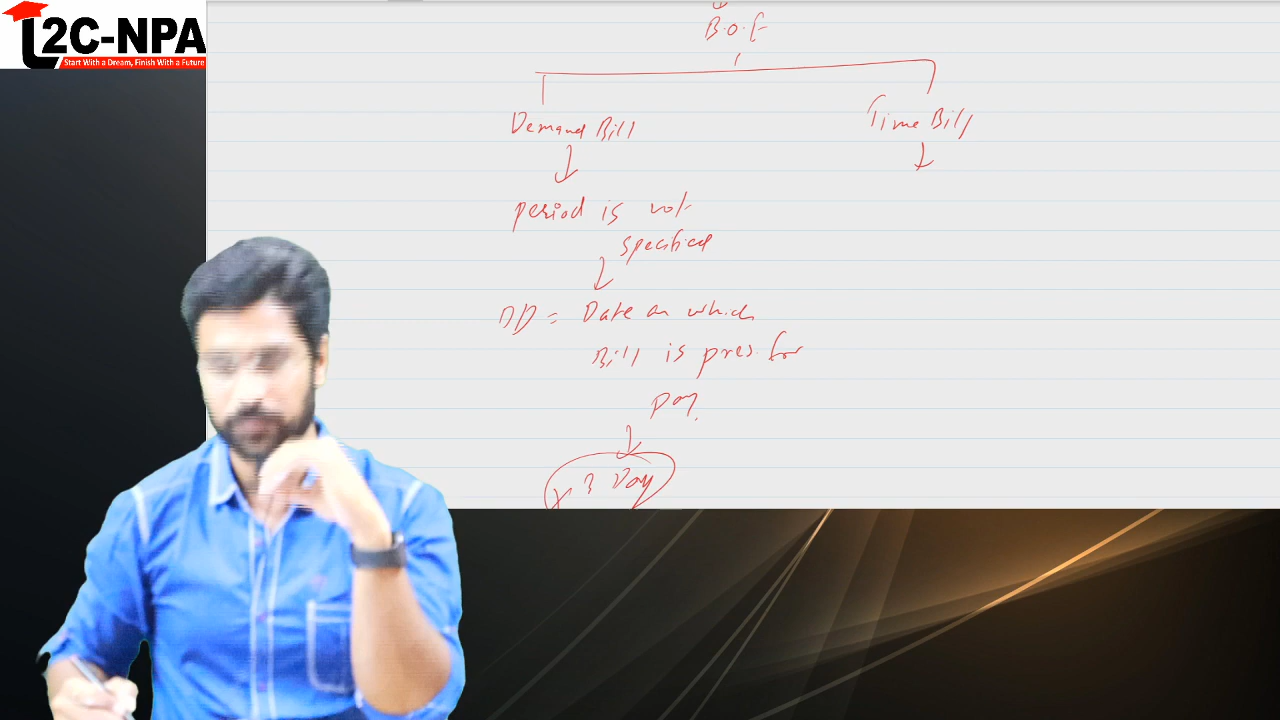 L2C-NPA
Start With a Dream, Finish With a Future
B.O.E
Demand Bill
Time Bill
period is not
specified
DD = Date on which
Bill is pres. for
pay.
x 3 Day